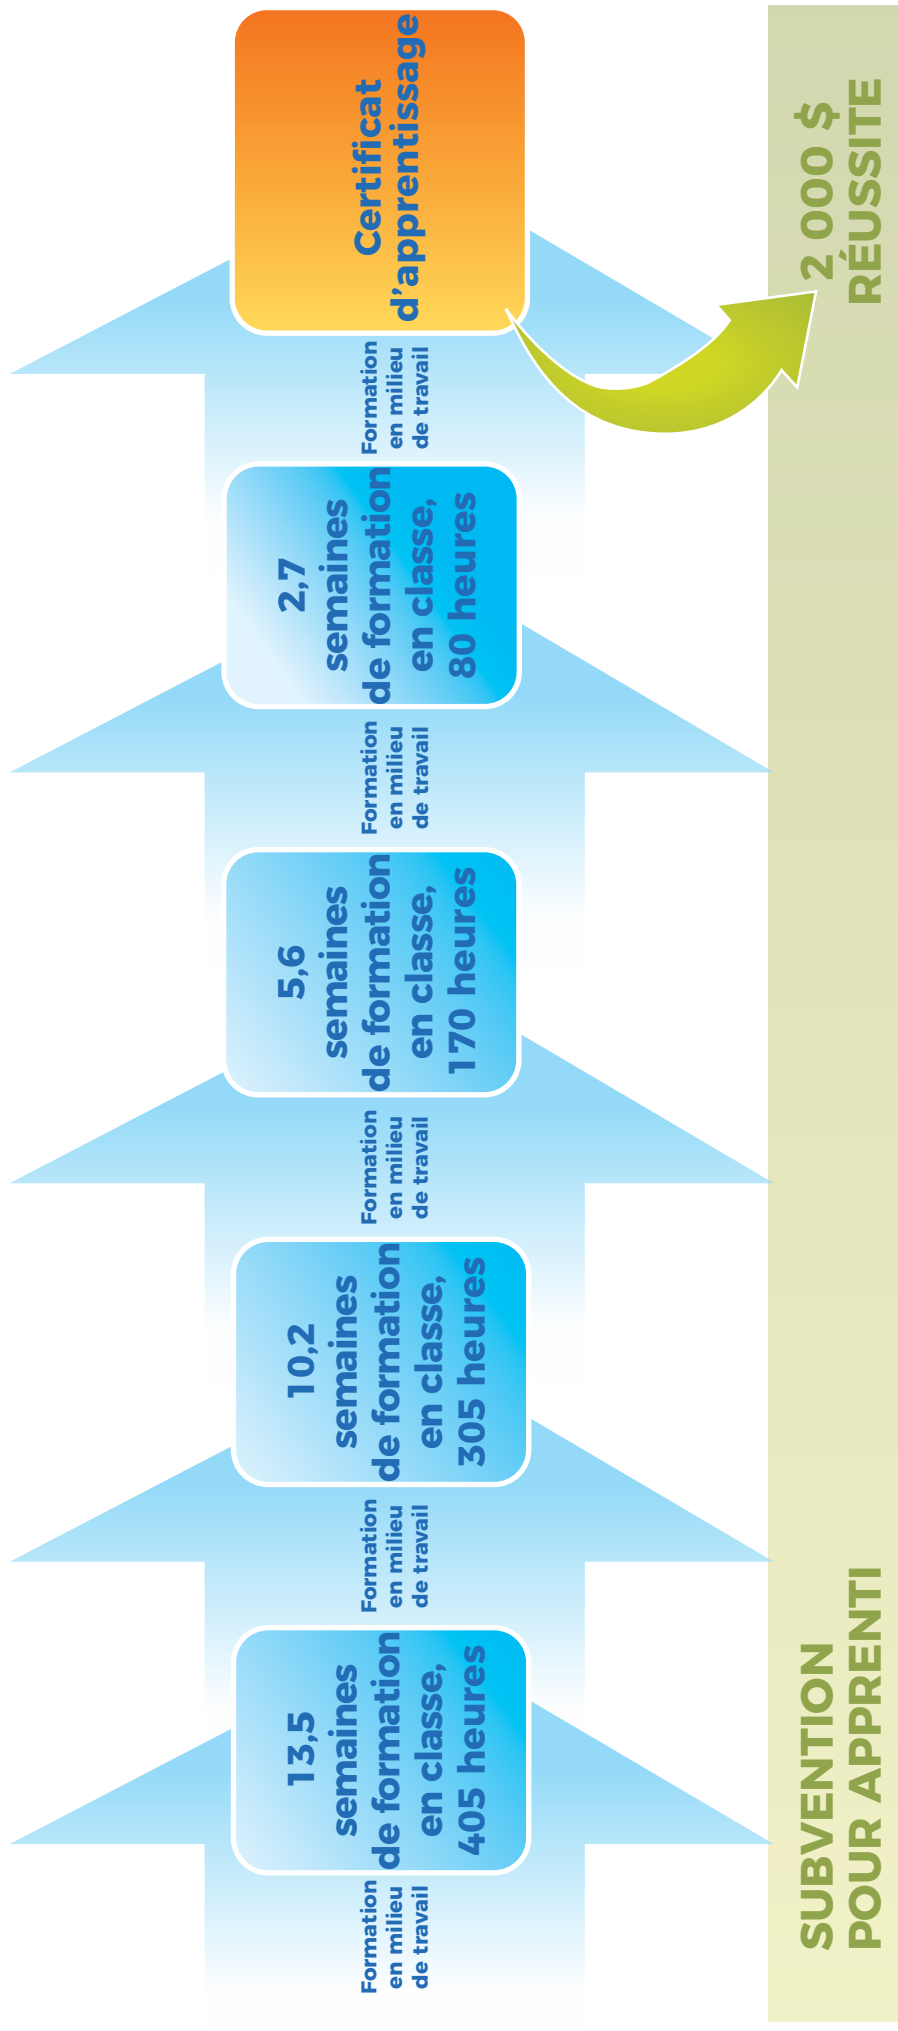 Formation
en milieu
de travail
13,5
semaines
de formation
en classe,
405 heures
Formation
en milieu
de travail
10,2
semaines
de formation
en classe,
305 heures
Formation
en milieu
de travail
5,6
semaines
de formation
en classe,
170 heures
Formation
en milieu
de travail
2,7
semaines
de formation
en classe,
80 heures
Formation
en milieu
de travail
Certificat
d'apprentissage
SUBVENTION
POUR APPRENTI
2 000 $
RÉUSSITE